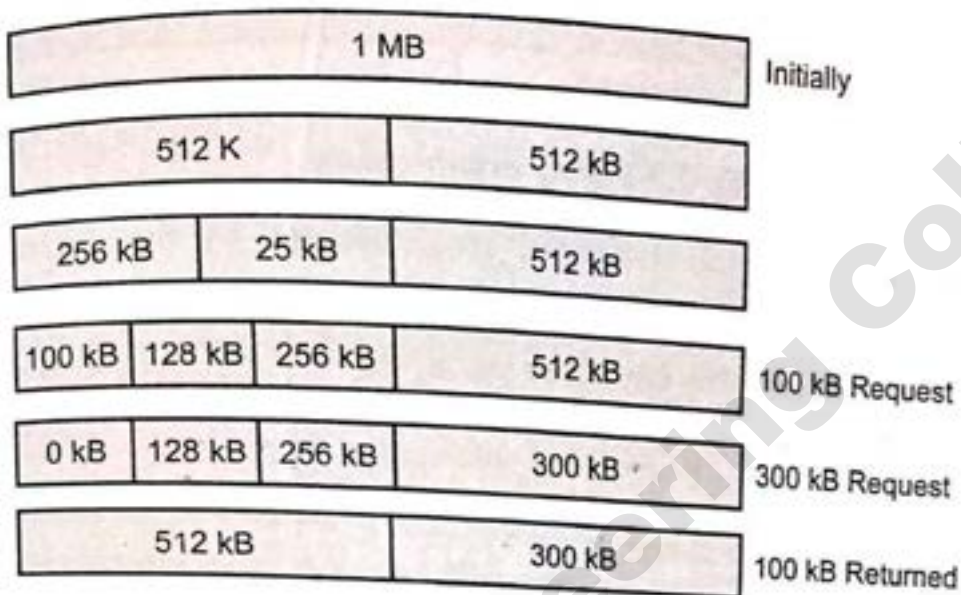 1 MB Initially
512 K 512 kB
256 kB 25 kB 512 kB
100 kB 128 kB 256 kB 512 kB 100 kB Request
0 kB 128 kB 256 kB 300 kB 300 kB Request
512 kB 300 kB 100 kB Returned